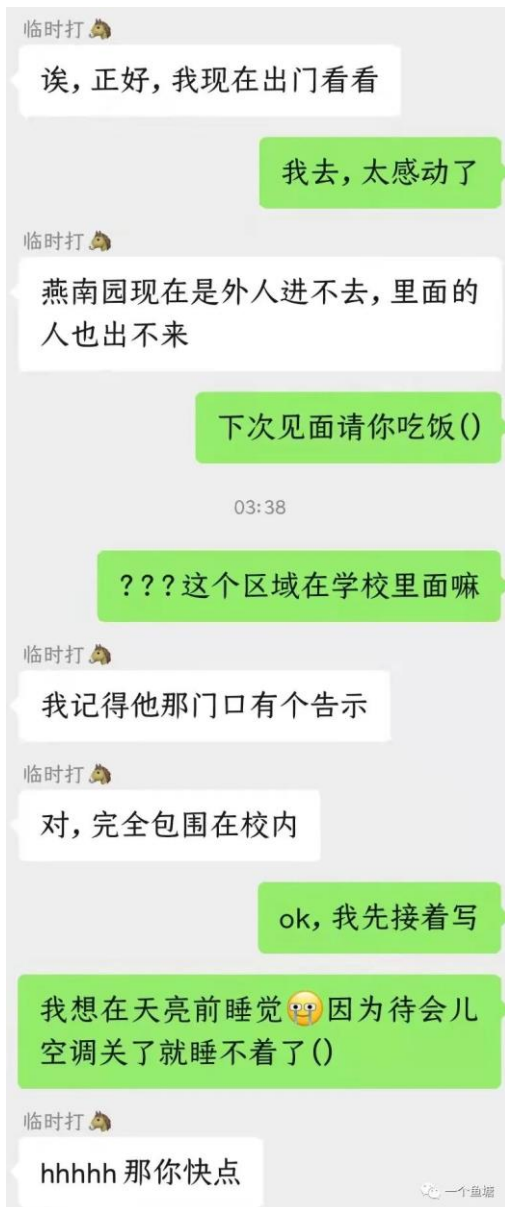 临时打🐴
诶,正好,我现在出门看看
我去,太感动了
临时打🐴
燕南园现在是外人进不去,里面的
人也出不来
下次见面请你吃饭()
03:38
???这个区域在学校里面嘛
临时打🐴
我记得他那门口有个告示
临时打🐴
对,完全包围在校内
ok,我先接着写
我想在天亮前睡觉🥹因为待会儿
空调关了就睡不着了()
临时打🐴
hhhhh 那你快点
一个鱼塘